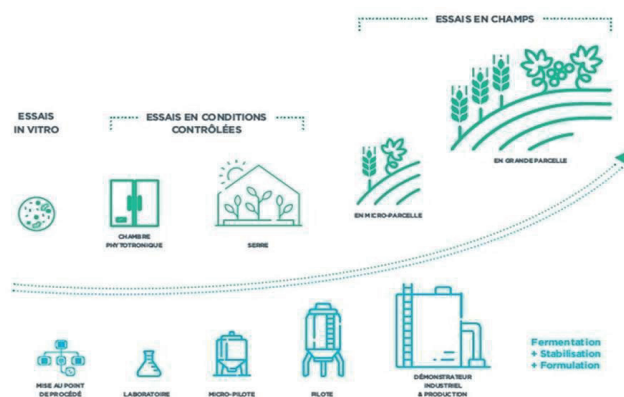 ESSAIS EN CHAMPS
ESSAIS
IN VITRO
ESSAIS EN CONDITIONS
CONTRÔLÉES
EN GRANDE PARCELLE
EN MICRO-PARCELLE
CHAMBRE
PHYTOTRONIQUE
SERRE
MISE AU POINT
DE PROCÉDÉ
LABORATOIRE
MICRO-PILOTE
PILOTE
DÉMONSTRATEUR
INDUSTRIEL
& PRODUCTION
Fermentation
+ Stabilisation
+ Formulation